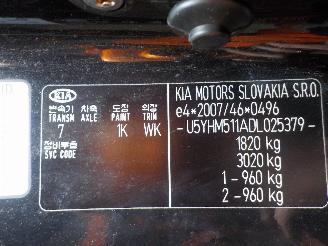 KIA
변속기 차축 도장 외장
TRANSM AXLE PAINT TRIM
7 1K WK
정비부호
SVC CODE
KIA MOTORS SLOVAKIA S.R.O.
e4*2007/46*0496
-U5YHM511ADL025379-
1820 kg
3020 kg
1 -960 kg
2 -960 kg